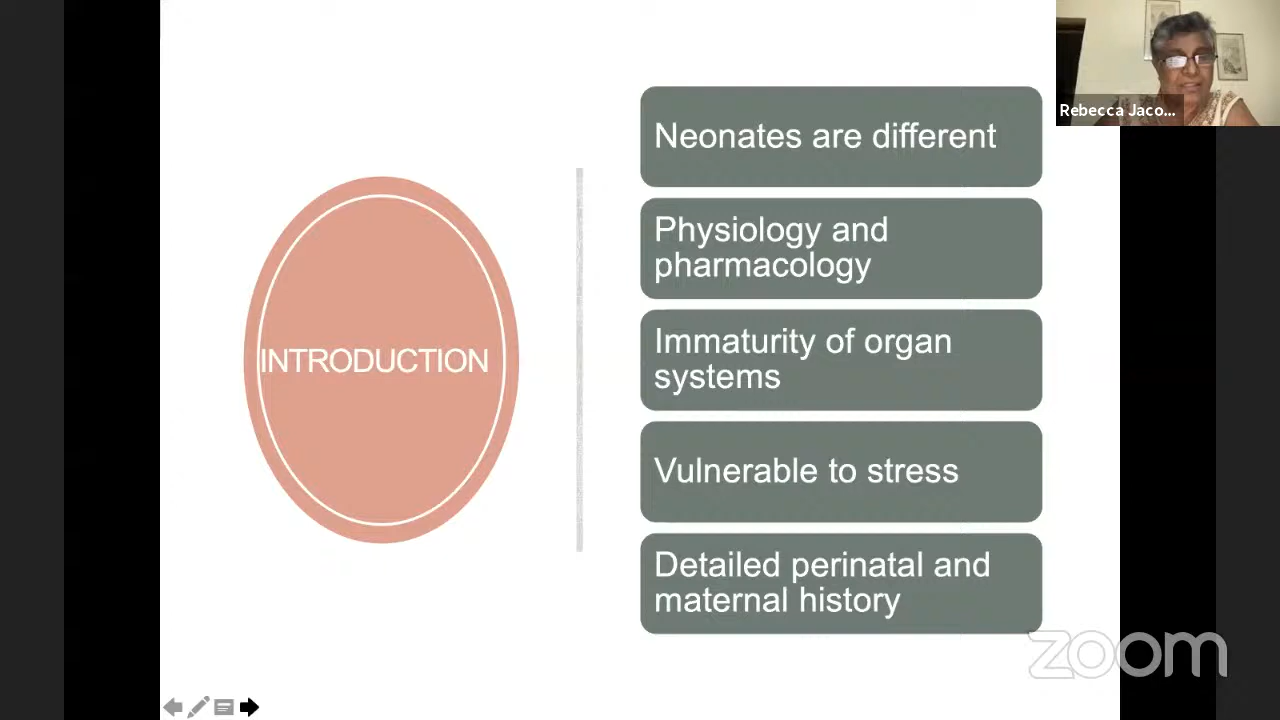 Rebecca Jaco...
Neonates are different
Physiology and
pharmacology
Immaturity of organ
systems
INTRODUCTION
Vulnerable to stress
Detailed perinatal and
maternal history
zoom